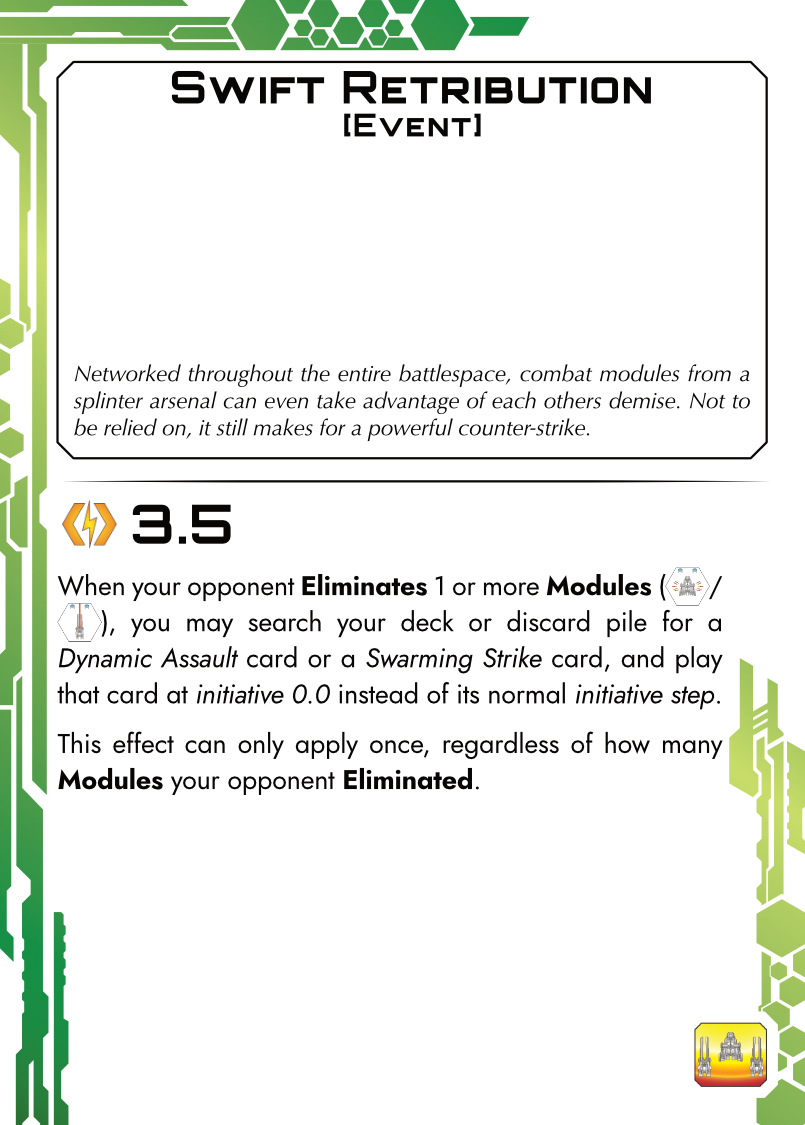 Swift Retribution
[Event]
Networked throughout the entire battlespace, combat modules from a
splinter arsenal can even take advantage of each others demise. Not to
be relied on, it still makes for a powerful counter-strike.
3.5
When your opponent Eliminates 1 or more Modules ( /
), you may search your deck or discard pile for a
Dynamic Assault card or a Swarming Strike card, and play
that card at initiative 0.0 instead of its normal initiative step.
This effect can only apply once, regardless of how many
Modules your opponent Eliminated.